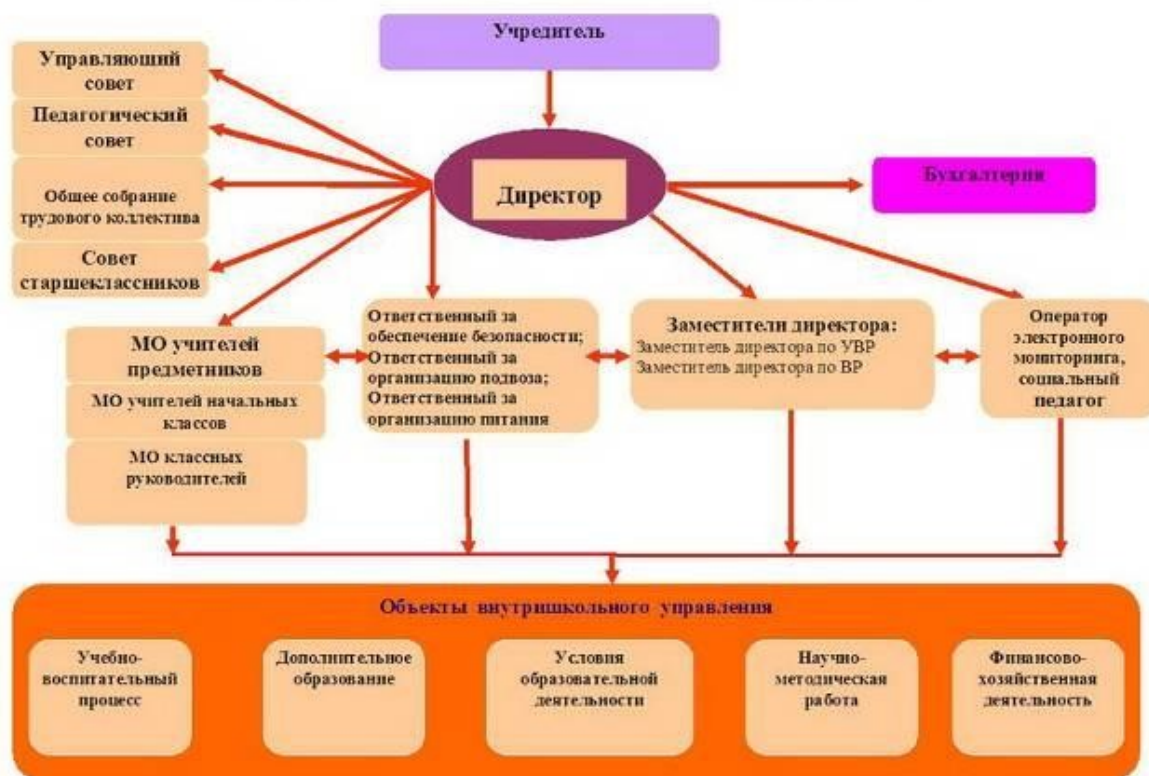 Учредитель
Управляющий
совет
Педагогический
совет
Общее собрание
трудового коллектива
Совет
старшеклассников
Директор
Бухгалтерия
МО учителей
предметников
МО учителей начальных
классов
МО классных
руководителей
Ответственный за
обеспечение безопасности;
Ответственный за
организацию подвоза;
Ответственный за
организацию питания
Заместители директора:
Заместитель директора по УВР
Заместитель директора по ВР
Оператор
электронного
мониторинга,
социальный
педагог
Объекты внутришкольного управления
Учебно-
воспитательный
процесс
Дополнительное
образование
Условия
образовательной
деятельности
Научно-
методическая
работа
Финансово-
хозяйственная
деятельность